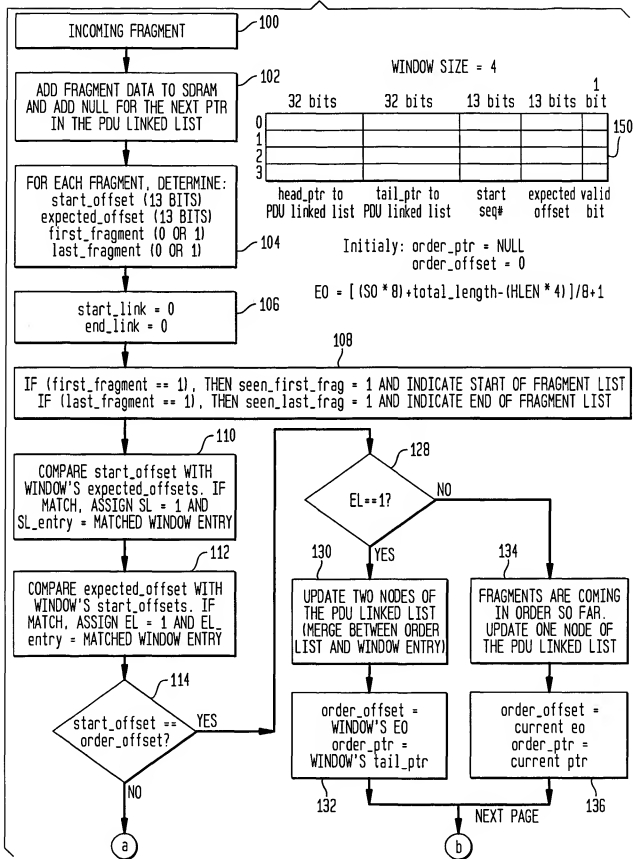 INCOMING FRAGMENT
100
ADD FRAGMENT DATA TO SDRAM
AND ADD NULL FOR THE NEXT PTR
IN THE PDU LINKED LIST
102
FOR EACH FRAGMENT, DETERMINE:
start_offset (13 BITS)
expected_offset (13 BITS)
first_fragment (0 OR 1)
last_fragment (0 OR 1)
104
start_link = 0
end_link = 0
106
WINDOW SIZE = 4
32 bits 32 bits 13 bits 13 bits 1 bit
0
1
2
3
150
head_ptr to PDU linked list
tail_ptr to PDU linked list
start seq#
expected offset
valid bit
Initialy: order_ptr = NULL
order_offset = 0
EO = [(SO * 8)+total_length-(HLEN * 4)]/8+1
108
IF (first_fragment == 1), THEN seen_first_frag = 1 AND INDICATE START OF FRAGMENT LIST
IF (last_fragment == 1), THEN seen_last_frag = 1 AND INDICATE END OF FRAGMENT LIST
110
COMPARE start_offset WITH
WINDOW'S expected_offsets. IF
MATCH, ASSIGN SL = 1 AND
SL_entry = MATCHED WINDOW ENTRY
112
COMPARE expected_offset WITH
WINDOW'S start_offsets. IF
MATCH, ASSIGN EL = 1 AND EL_
entry = MATCHED WINDOW ENTRY
114
start_offset ==
order_offset?
YES
NO
a
128
EL==1?
NO
YES
130
UPDATE TWO NODES OF
THE PDU LINKED LIST
(MERGE BETWEEN ORDER
LIST AND WINDOW ENTRY)
order_offset =
WINDOW'S EO
order_ptr =
WINDOW'S tail_ptr
132
134
FRAGMENTS ARE COMING
IN ORDER SO FAR.
UPDATE ONE NODE OF
THE PDU LINKED LIST
order_offset =
current eo
order_ptr =
current ptr
136
NEXT PAGE
b